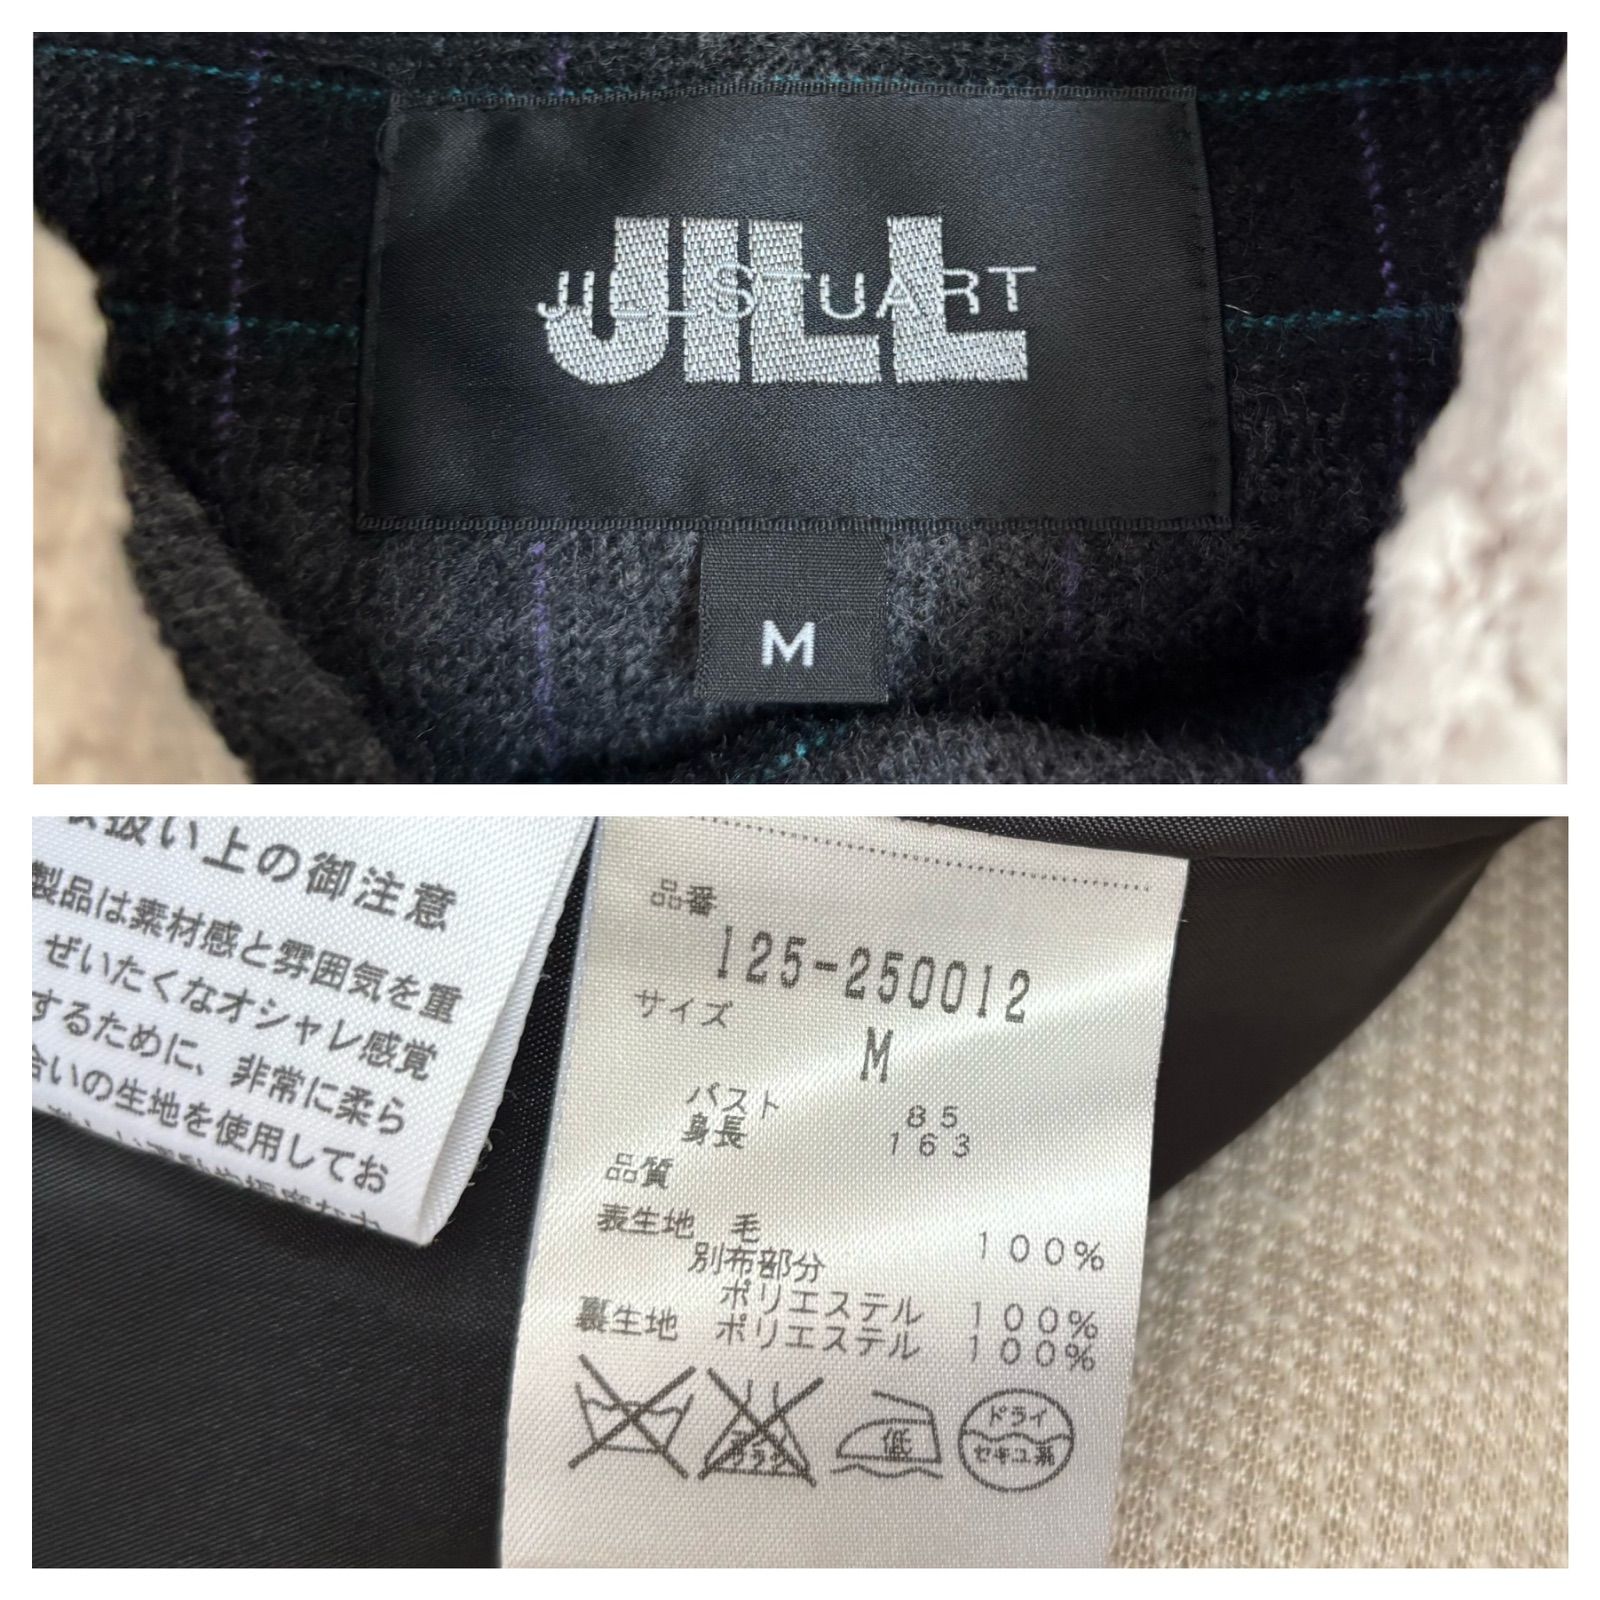 JILL
JILL STUART
M
取扱い上の御注意
製品は素材感と雰囲気を重
ぜいたくなオシャレ感覚
するために、非常に柔ら
合いの生地を使用してお
品番
125-250012
サイズ
M
バスト 85
身長 163
品質
表生地 毛 100%
別布部分
ポリエステル 100%
裏生地 ポリエステル 100%
低
ドライ
セキユ系